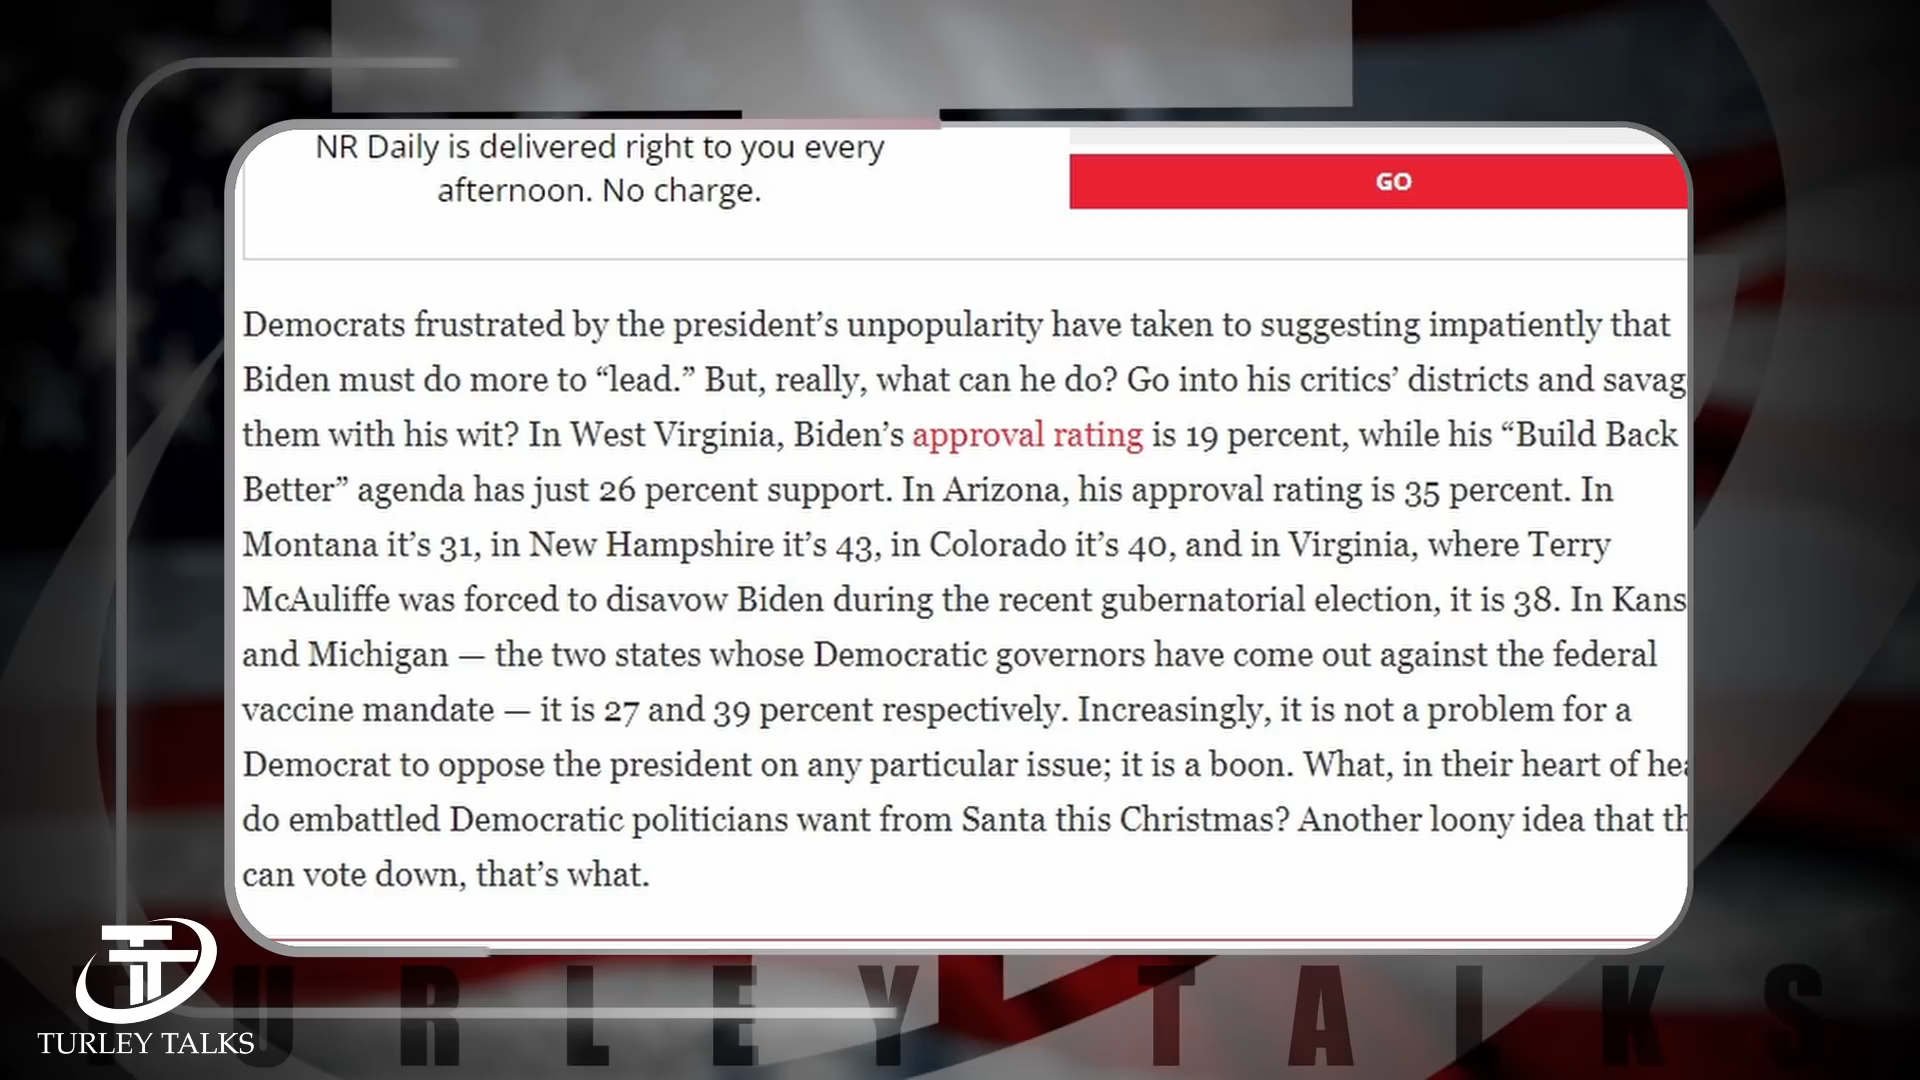 NR Daily is delivered right to you every
afternoon. No charge.
GO
Democrats frustrated by the president’s unpopularity have taken to suggesting impatiently that
Biden must do more to “lead.” But, really, what can he do? Go into his critics’ districts and savag
them with his wit? In West Virginia, Biden’s approval rating is 19 percent, while his “Build Back
Better” agenda has just 26 percent support. In Arizona, his approval rating is 35 percent. In
Montana it’s 31, in New Hampshire it’s 43, in Colorado it’s 40, and in Virginia, where Terry
McAuliffe was forced to disavow Biden during the recent gubernatorial election, it is 38. In Kans
and Michigan — the two states whose Democratic governors have come out against the federal
vaccine mandate — it is 27 and 39 percent respectively. Increasingly, it is not a problem for a
Democrat to oppose the president on any particular issue; it is a boon. What, in their heart of hea
do embattled Democratic politicians want from Santa this Christmas? Another loony idea that th
can vote down, that’s what.
TURLEY TALKS
TURLEY TALKS